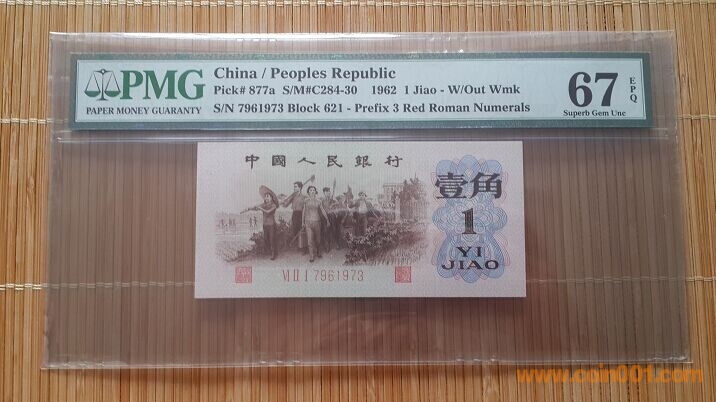 PMG
PAPER MONEY GUARANTY
China / Peoples Republic
Pick# 877a S/M#C284-30 1962 1 Jiao - W/Out Wmk
S/N 7961973 Block 621 - Prefix 3 Red Roman Numerals
67
EPQ
Superb Gem Unc
中國人民銀行
壹角
1
YI
JIAO
VI II I 7961973
www.coin001.com